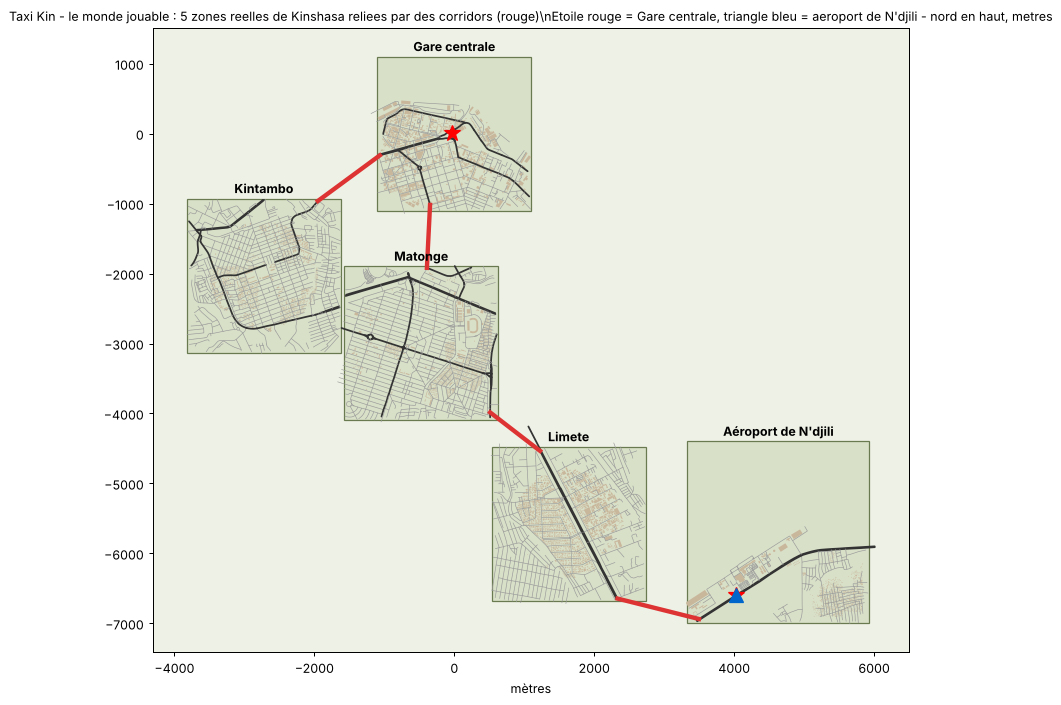 Taxi Kin - le monde jouable : 5 zones reelles de Kinshasa reliees par des corridors (rouge)\nEtoile rouge = Gare centrale, triangle bleu = aeroport de N'djili - nord en haut, metres
Gare centrale
1000
0
Kintambo
−1000
Matonge
−2000
−3000
−4000
Limete
Aéroport de N'djili
−5000
−6000
−7000
−4000 −2000 0 2000 4000 6000
mètres